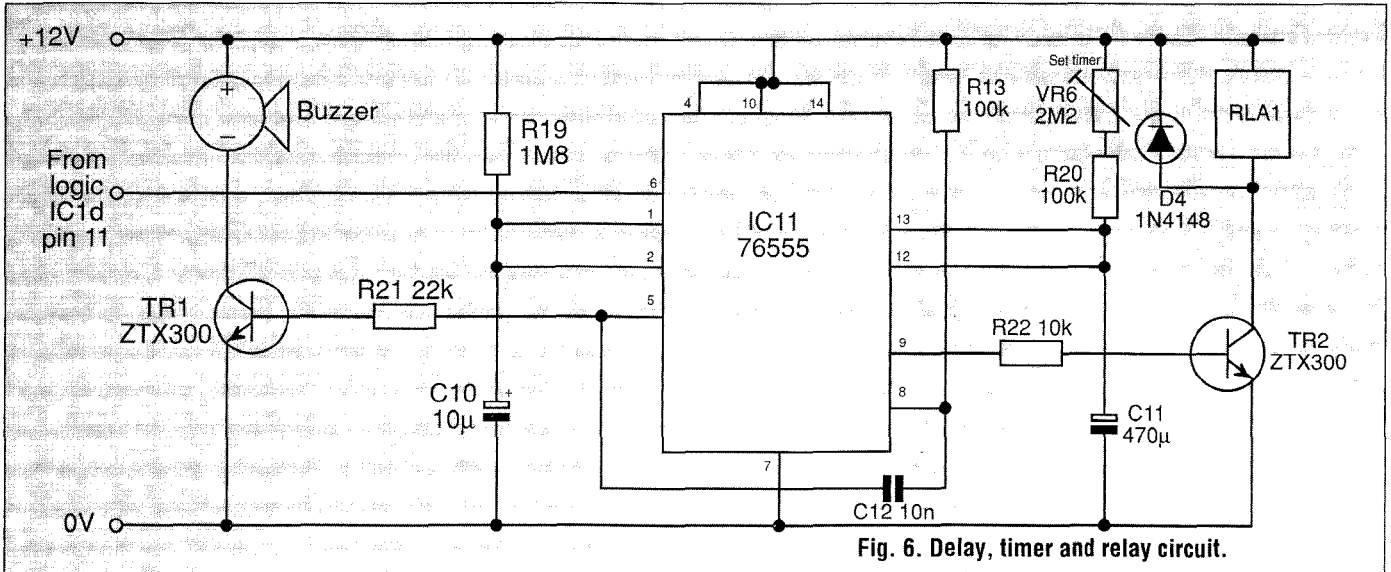 +12V
Buzzer
From
logic
IC1d
pin 11
TR1
ZTX300
R21 22k
R19
1M8
C10
10µ
+
0V
4
10
14
6
1
2
5
IC11
76555
13
12
9
8
7
R13
100k
Set timer
VR6
2M2
R20
100k
D4
1N4148
RLA1
R22 10k
TR2
ZTX300
C11
470µ
C12 10n
Fig. 6. Delay, timer and relay circuit.